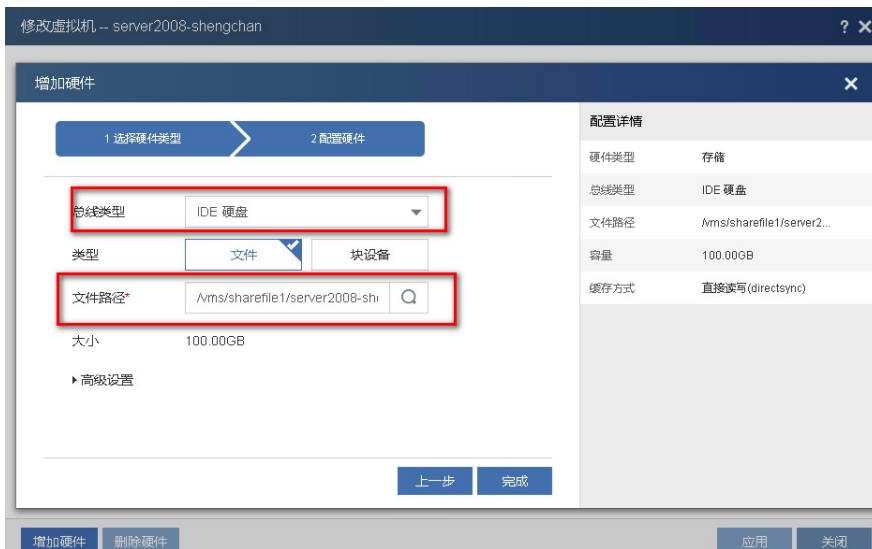 修改虚拟机 -- server2008-shengchan
?
增加硬件
1 选择硬件类型
2 配置硬件
总线类型
IDE 硬盘
类型
文件
块设备
文件路径*
/vms/sharefile1/server2008-sh
大小
100.00GB
高级设置
上一步
完成
配置详情
硬件类型
存储
总线类型
IDE 硬盘
文件路径
/vms/sharefile1/server2...
容量
100.00GB
缓存方式
直接读写(directsync)
增加硬件
删除硬件
应用
关闭